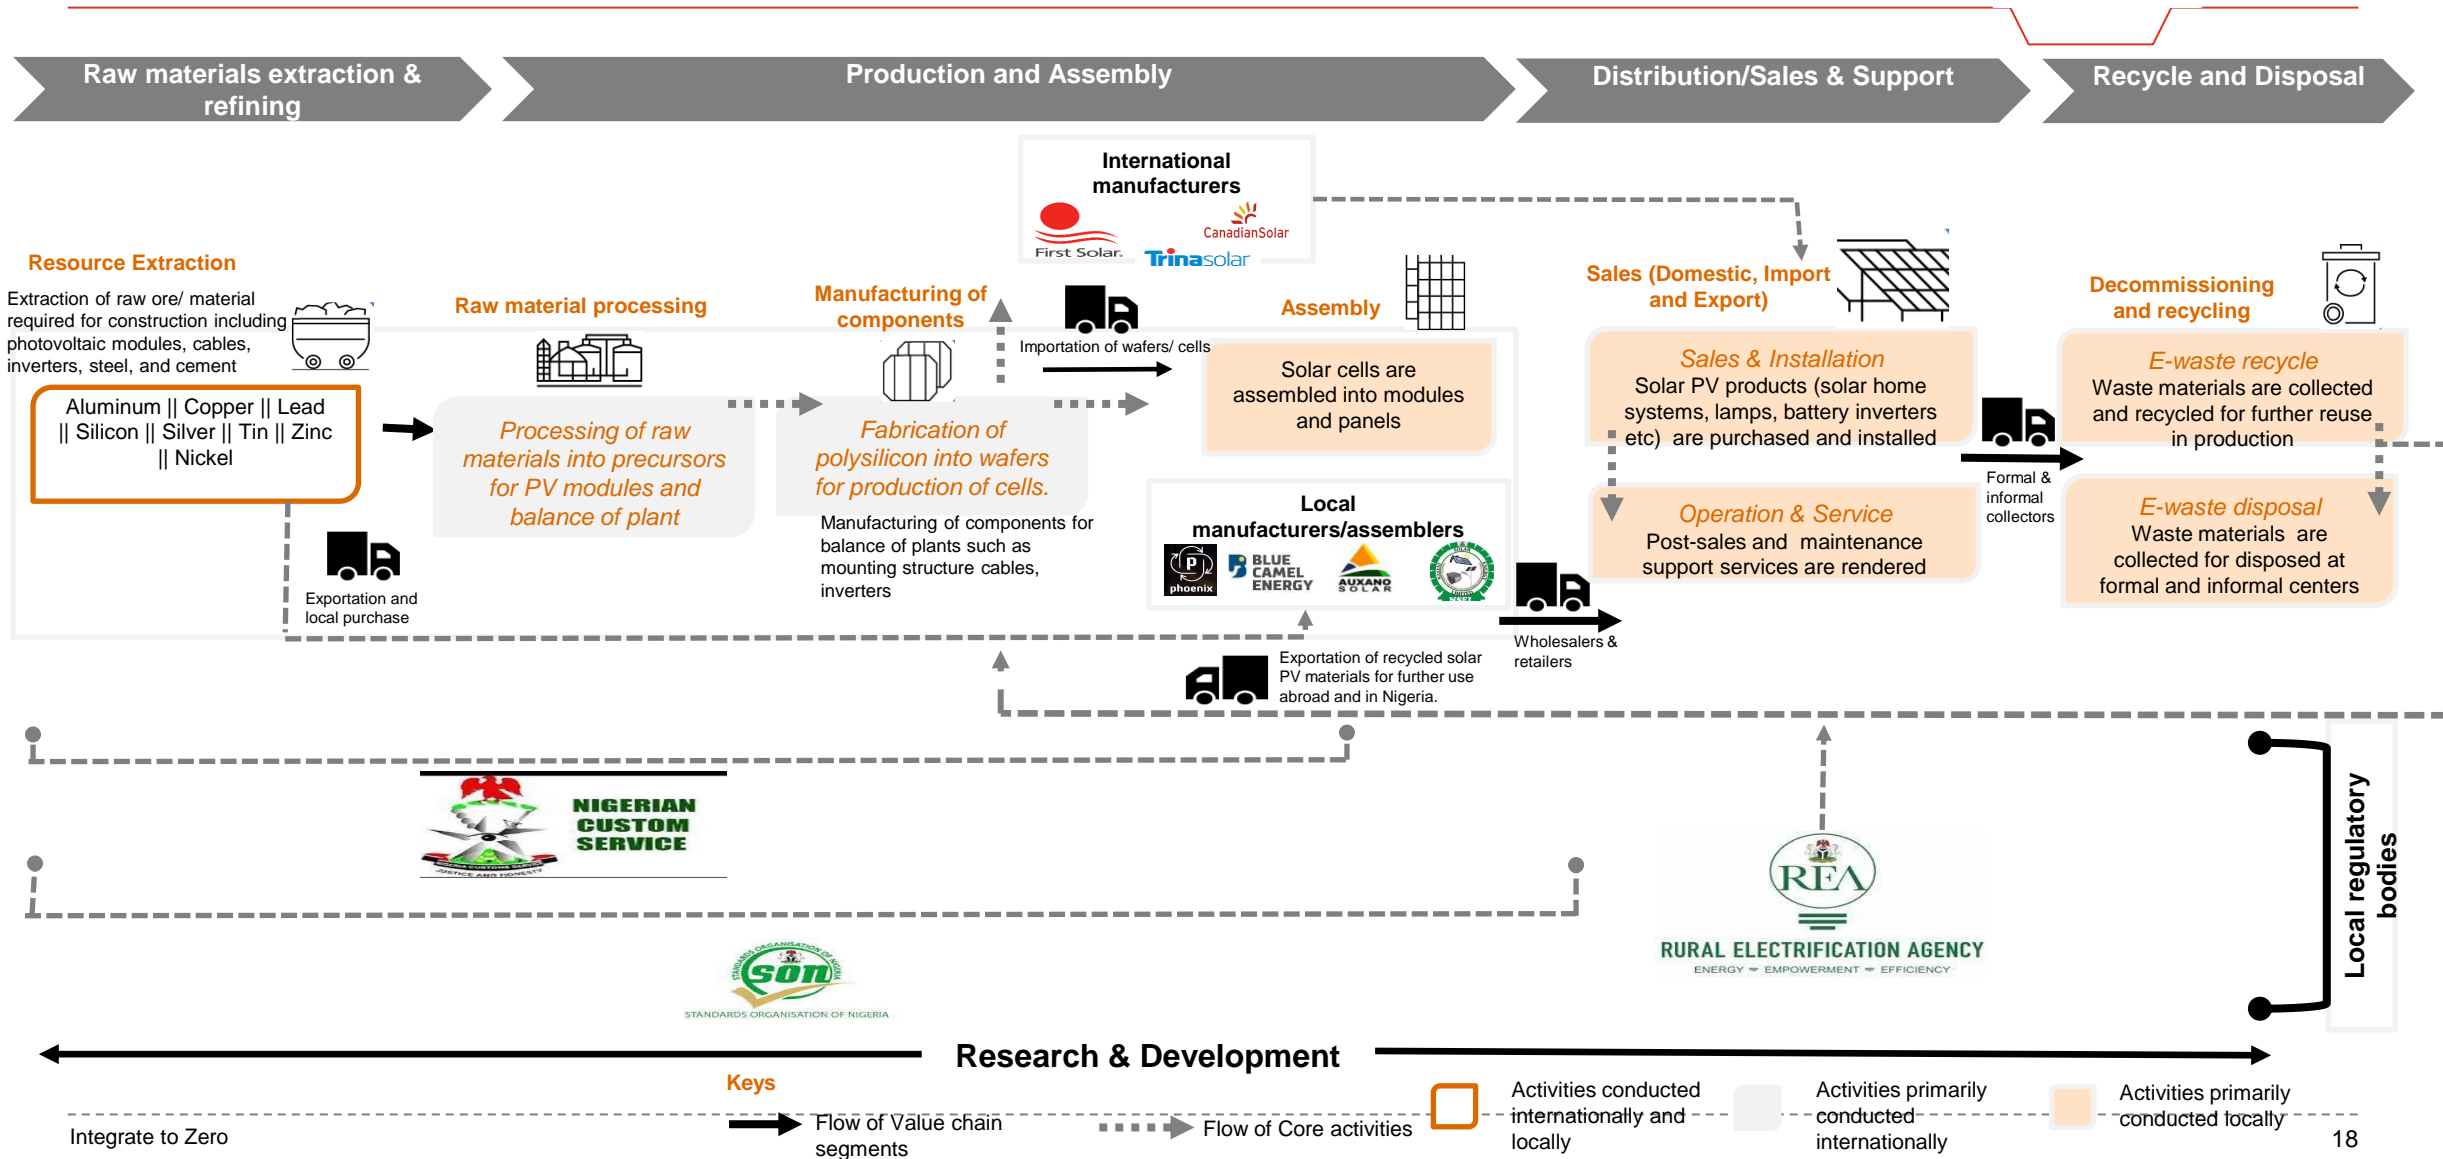 Raw materials extraction &
refining
Production and Assembly
Distribution/Sales & Support
Recycle and Disposal
International
manufacturers
First Solar.
CanadianSolar
Trinasolar
Resource Extraction
Extraction of raw ore/ material
required for construction including
photovoltaic modules, cables,
inverters, steel, and cement
Aluminum || Copper || Lead
|| Silicon || Silver || Tin || Zinc
|| Nickel
Exportation and
local purchase
Raw material processing
Processing of raw
materials into precursors
for PV modules and
balance of plant
Manufacturing of
components
Fabrication of
polysilicon into wafers
for production of cells.
Manufacturing of components for
balance of plants such as
mounting structure cables,
inverters
Importation of wafers/ cells
Assembly
Solar cells are
assembled into modules
and panels
Local
manufacturers/assemblers
P
phoenix
BLUE
CAMEL
ENERGY
AUXANO
SOLAR
NSEL
Wholesalers &
retailers
Exportation of recycled solar
PV materials for further use
abroad and in Nigeria.
Sales (Domestic, Import
and Export)
Sales & Installation
Solar PV products (solar home
systems, lamps, battery inverters
etc)  are purchased and installed
Operation & Service
Post-sales and  maintenance
support services are rendered
Formal &
informal
collectors
Decommissioning
and recycling
E-waste recycle
Waste materials are collected
and recycled for further reuse
in production
E-waste disposal
Waste materials  are
collected for disposed at
formal and informal centers
NIGERIAN
CUSTOM
SERVICE
NIGERIA CUSTOMS SERVICE
JUSTICE AND HONESTY
STANDARDS ORGANISATION OF NIGERIA
SON
STANDARDS ORGANISATION OF NIGERIA
REA
RURAL ELECTRIFICATION AGENCY
ENERGY EMPOWERMENT EFFICIENCY
Local regulatory
bodies
Research & Development
Keys
Flow of Value chain
segments
Flow of Core activities
Activities conducted
internationally and
locally
Activities primarily
conducted
internationally
Activities primarily
conducted locally
Integrate to Zero
18